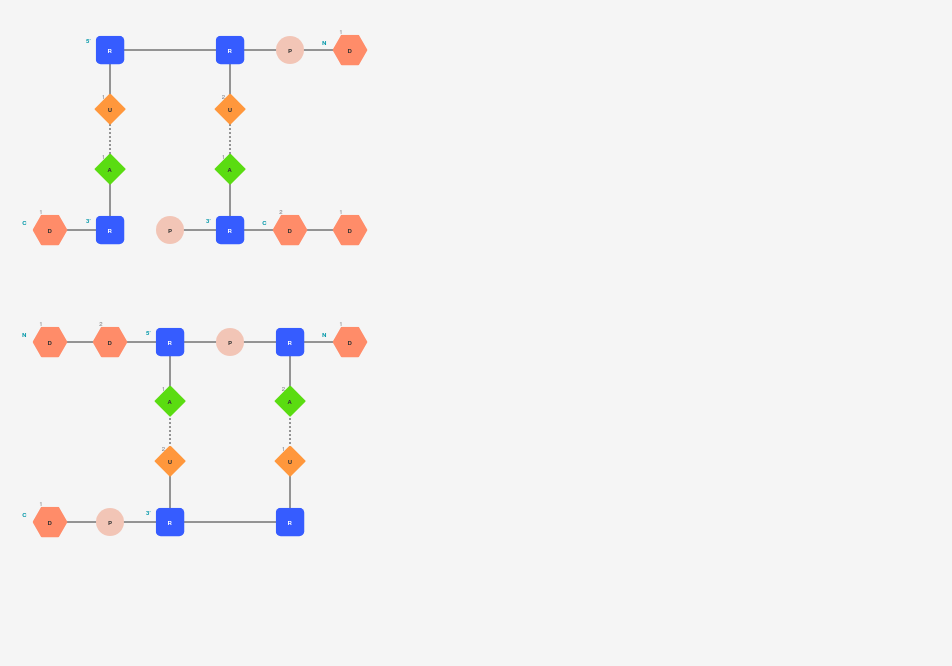 1
5' R R P N D
1 2
U U
1 1
A A
1 2 1
C D 3' R P 3' R C D D
1 2 1
N D D 5' R P R N D
1 2
A A
2 1
U U
1
C D P 3' R R